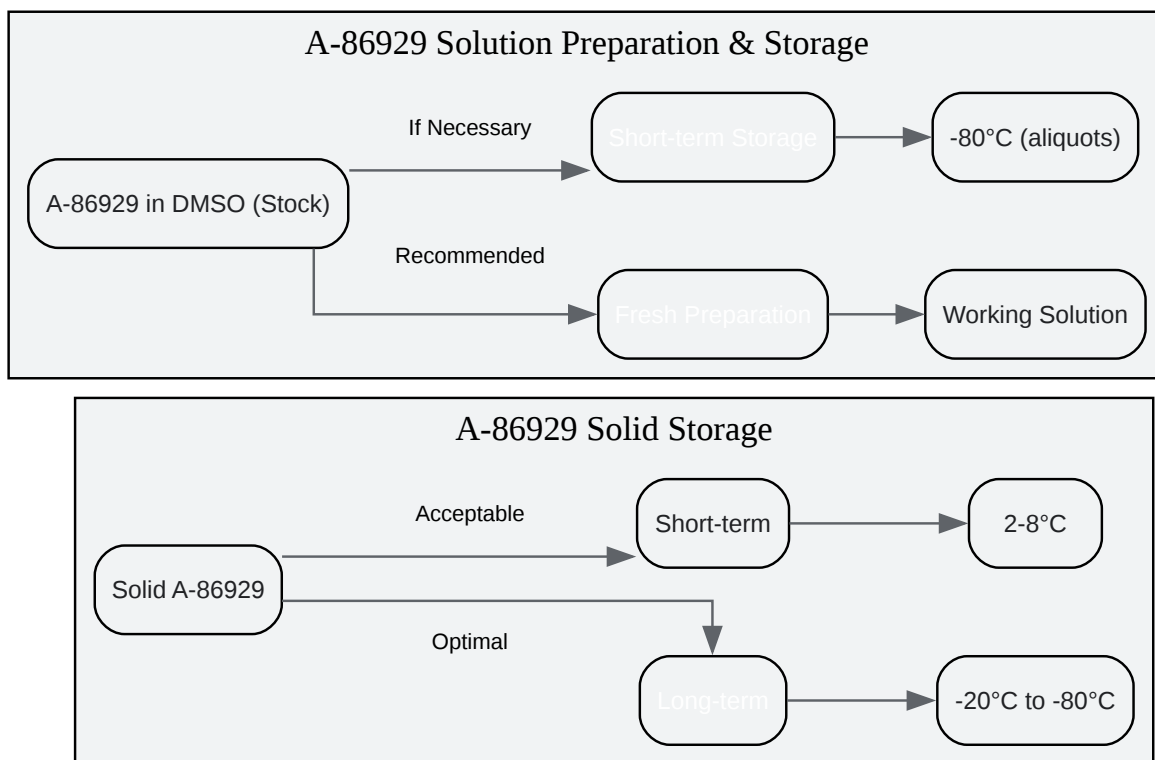 A-86929 Solution Preparation & Storage
If Necessary
Short-term Storage
-80°C (aliquots)
A-86929 in DMSO (Stock)
Recommended
Fresh Preparation
Working Solution
A-86929 Solid Storage
Acceptable
Short-term
2-8°C
Solid A-86929
Optimal
Long-term
-20°C to -80°C